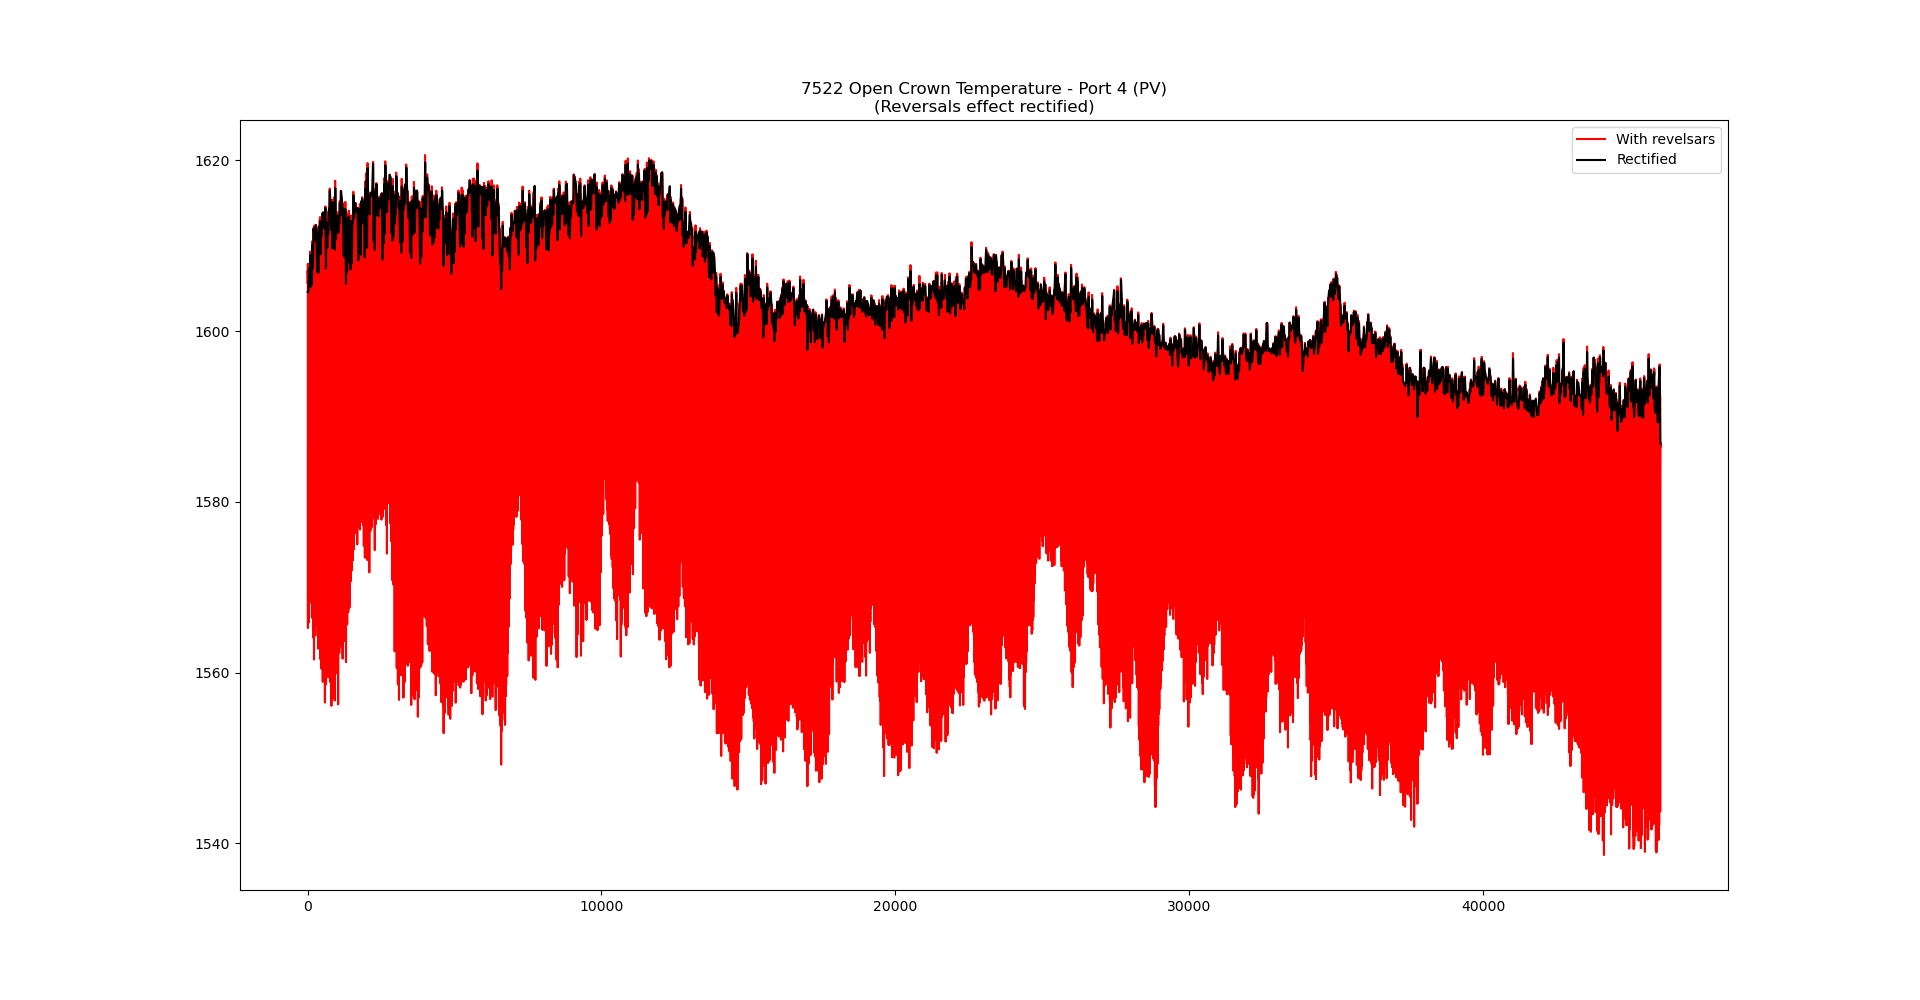 7522 Open Crown Temperature - Port 4 (PV)
(Reversals effect rectified)
With revelsars
Rectified
1620
1600
1580
1560
1540
0
10000
20000
30000
40000